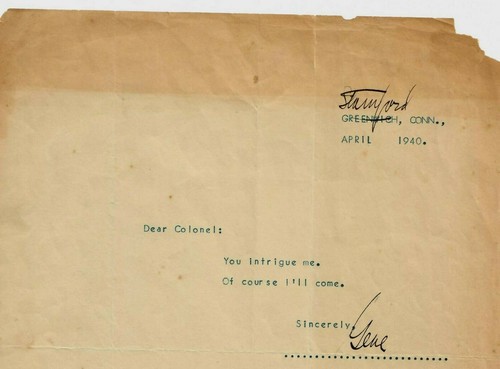 Stamford
GREENWICH, CONN.,
APRIL 1940.
Dear Colonel:
You intrigue me.
Of course I'll come.
Sincerely,
Gene